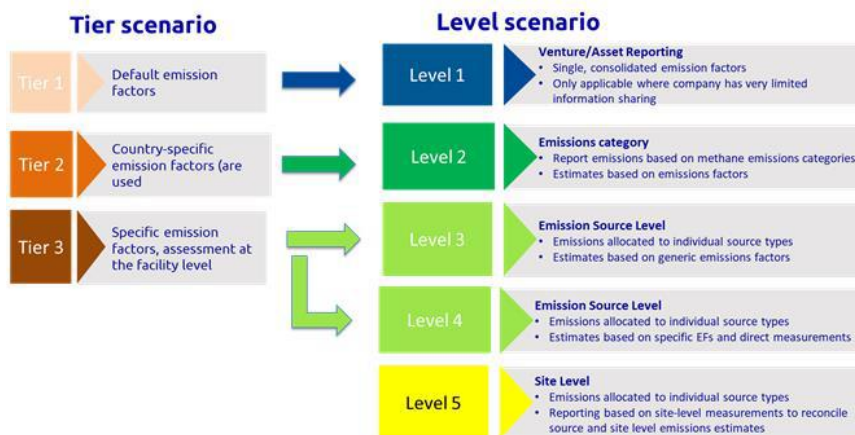 Tier scenario
Tier 1
Default emission
factors
Tier 2
Country-specific
emission factors (are
used
Tier 3
Specific emission
factors, assessment at
the facility level
Level scenario
Level 1
Venture/Asset Reporting
• Single, consolidated emission factors
• Only applicable where company has very limited
information sharing
Level 2
Emissions category
• Report emissions based on methane emissions categories
• Estimates based on emissions factors
Level 3
Emission Source Level
• Emissions allocated to individual source types
• Estimates based on generic emissions factors
Level 4
Emission Source Level
• Emissions allocated to individual source types
• Estimates based on specific EFs and direct measurements
Level 5
Site Level
• Emissions allocated to individual source types
• Reporting based on site-level measurements to reconcile
source and site level emissions estimates